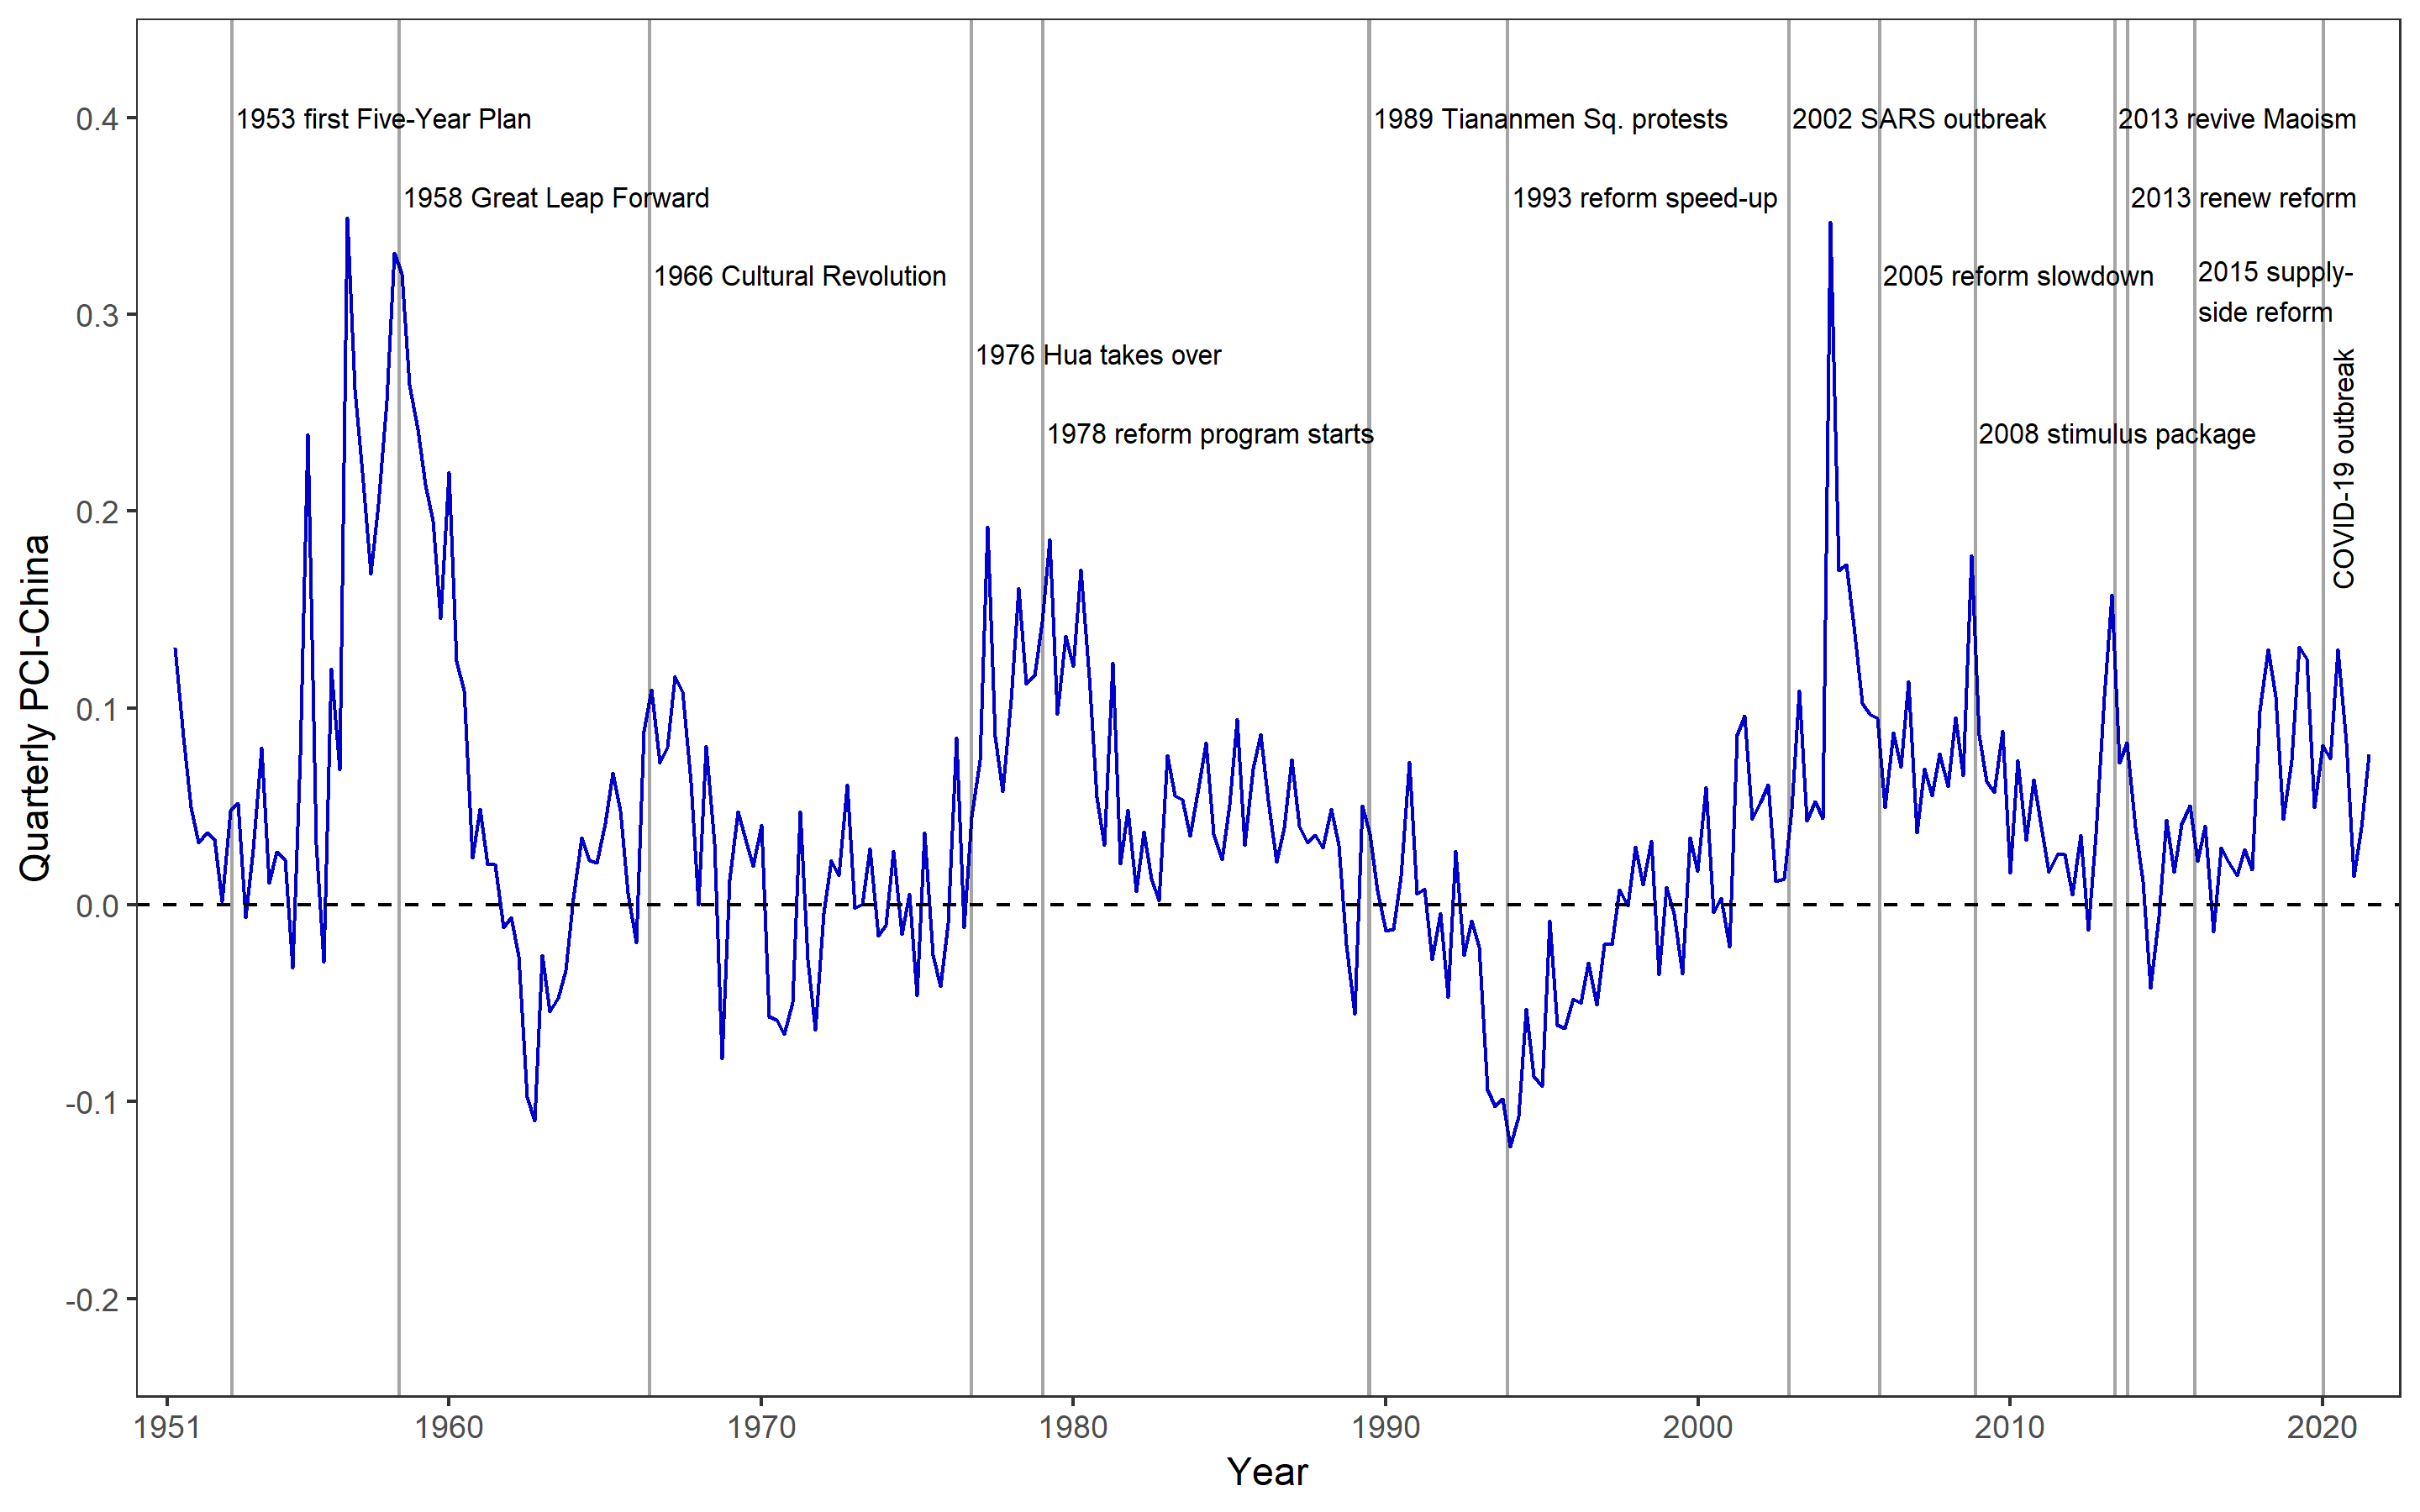 0.4
0.3
0.2
0.1
0.0
-0.1
-0.2
Quarterly PCI-China
1953 first Five-Year Plan
1958 Great Leap Forward
1966 Cultural Revolution
1976 Hua takes over
1978 reform program starts
1989 Tiananmen Sq. protests
1993 reform speed-up
2002 SARS outbreak
2005 reform slowdown
2008 stimulus package
2013 revive Maoism
2013 renew reform
2015 supply-
side reform
COVID-19 outbreak
1951
1960
1970
1980
1990
2000
2010
2020
Year